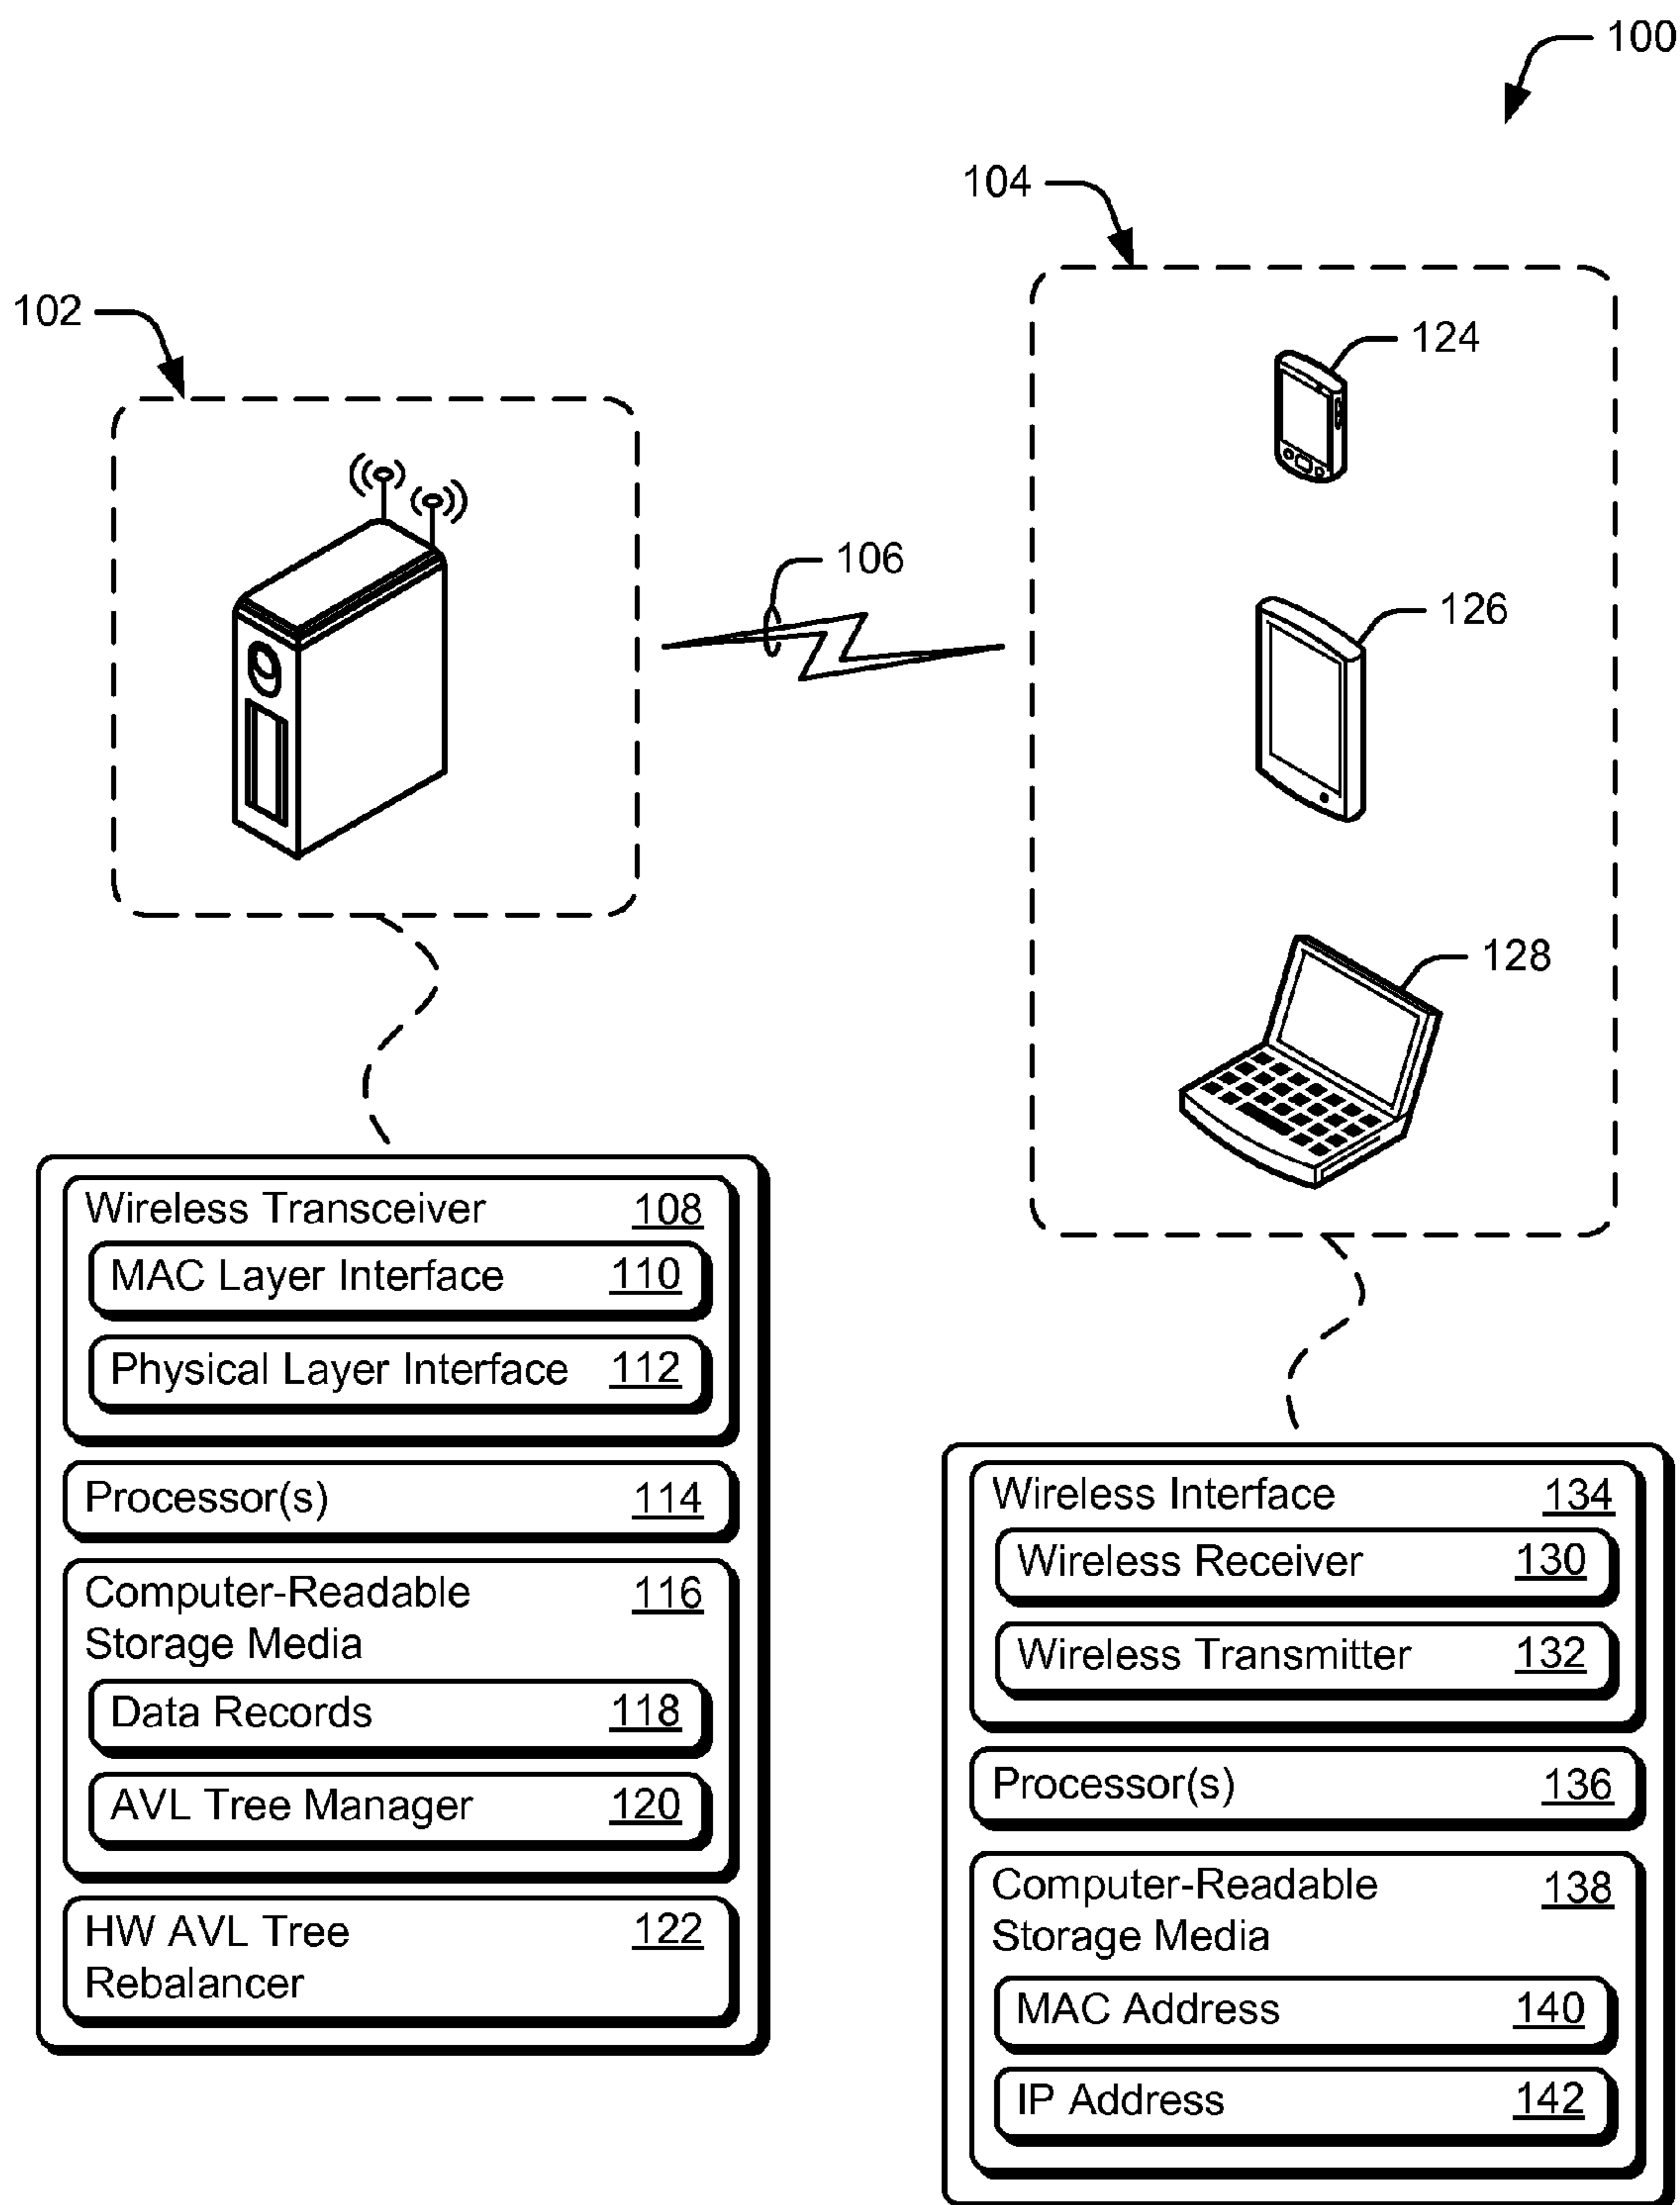 100
104
102
124
106
126
128
Wireless Transceiver 108
MAC Layer Interface 110
Physical Layer Interface 112
Processor(s) 114
Computer-Readable 116
Storage Media
Data Records 118
AVL Tree Manager 120
HW AVL Tree 122
Rebalancer
Wireless Interface 134
Wireless Receiver 130
Wireless Transmitter 132
Processor(s) 136
Computer-Readable 138
Storage Media
MAC Address 140
IP Address 142